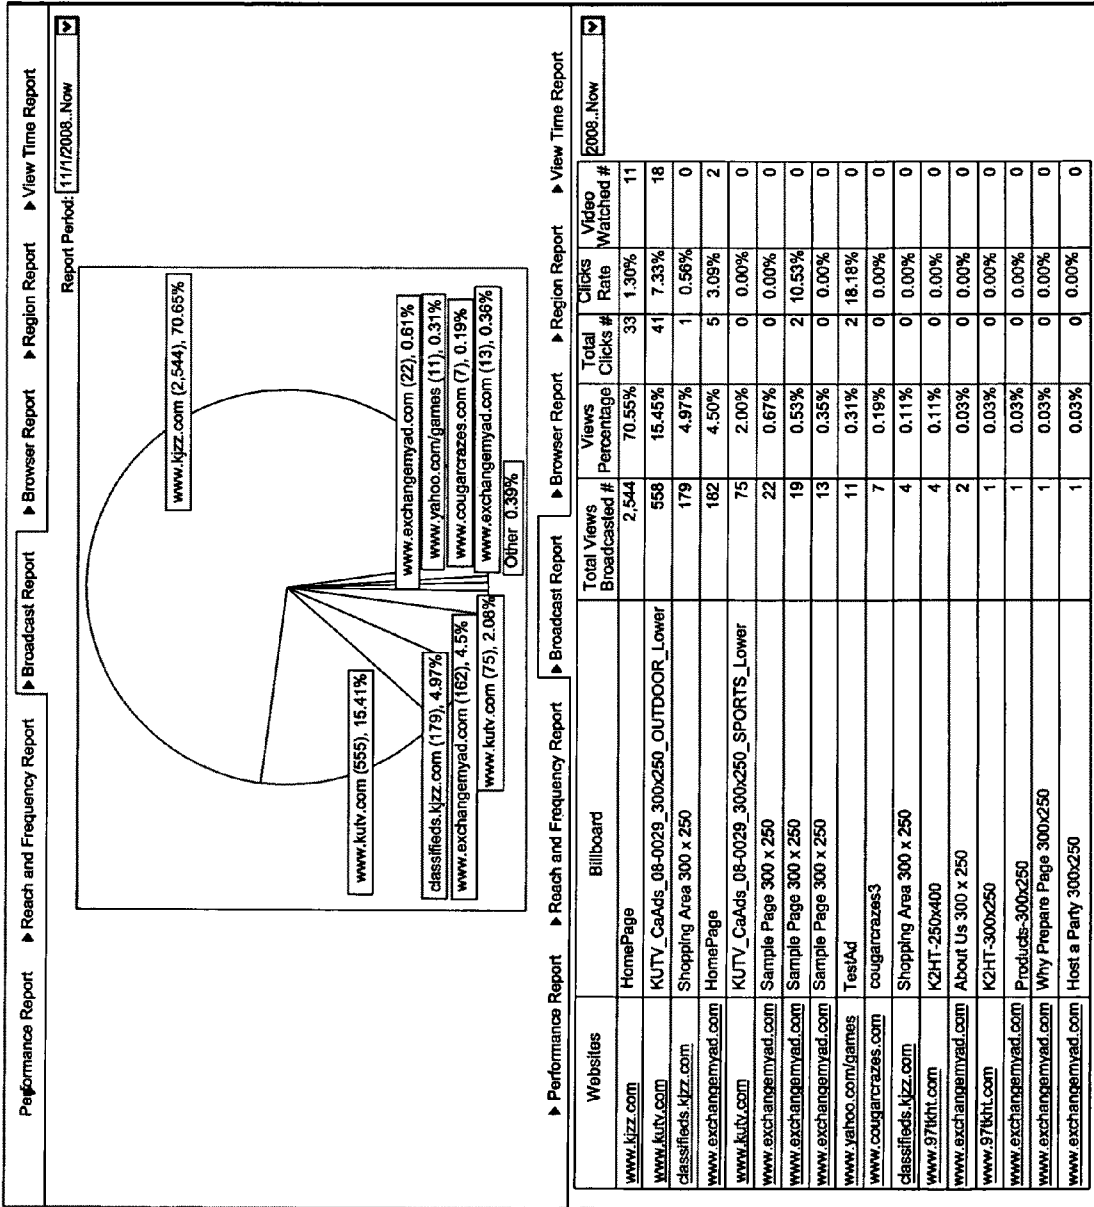 Performance Report ▶ Reach and Frequency Report ▶ Broadcast Report ▶ Browser Report ▶ Region Report ▶ View Time Report
Report Period: 11/1/2008..Now
www.kjzz.com (2,544), 70.65%
www.kutv.com (555), 15.41%
classifieds.kjzz.com (179), 4.97%
www.exchangemyad.com (162), 4.5%
www.kutv.com (75), 2.08%
www.exchangemyad.com (22), 0.61%
www.yahoo.com/games (11), 0.31%
www.cougarcrazes.com (7), 0.19%
www.exchangemyad.com (13), 0.36%
Other 0.39%
▶ Performance Report ▶ Reach and Frequency Report ▶ Broadcast Report ▶ Browser Report ▶ Region Report ▶ View Time Report
2008..Now
Websites Billboard Total Views Broadcasted # Views Percentage Total Clicks # Clicks Rate Video Watched #
www.kjzz.com HomePage 2,544 70.55% 33 1.30% 11
www.kutv.com KUTV_CaAds_08-0029_300x250_OUTDOOR_Lower 558 15.45% 41 7.33% 18
classifieds.kjzz.com Shopping Area 300 x 250 179 4.97% 1 0.56% 0
www.exchangemyad.com HomePage 182 4.50% 5 3.09% 2
www.kutv.com KUTV_CaAds_08-0029_300x250_SPORTS_Lower 75 2.00% 0 0.00% 0
www.exchangemyad.com Sample Page 300 x 250 22 0.67% 0 0.00% 0
www.exchangemyad.com Sample Page 300 x 250 19 0.53% 2 10.53% 0
www.exchangemyad.com Sample Page 300 x 250 13 0.35% 0 0.00% 0
www.yahoo.com/games TestAd 11 0.31% 2 18.18% 0
www.cougarcrazes.com cougarcrazes3 7 0.19% 0 0.00% 0
classifieds.kjzz.com Shopping Area 300 x 250 4 0.11% 0 0.00% 0
www.97tkht.com K2HT-250x400 4 0.11% 0 0.00% 0
www.exchangemyad.com About Us 300 x 250 2 0.03% 0 0.00% 0
www.97tkht.com K2HT-300x250 1 0.03% 0 0.00% 0
www.exchangemyad.com Products-300x250 1 0.03% 0 0.00% 0
www.exchangemyad.com Why Prepare Page 300x250 1 0.03% 0 0.00% 0
www.exchangemyad.com Host a Party 300x250 1 0.03% 0 0.00% 0